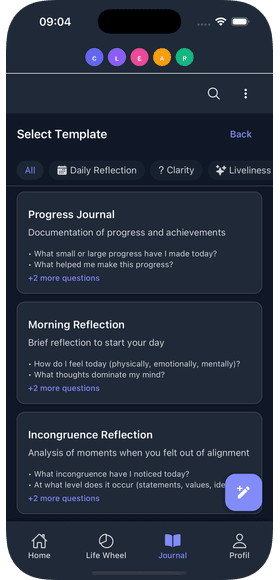 09:04
C L E A R
Select Template
Back
All
Daily Reflection
? Clarity
Liveliness
Progress Journal
Documentation of progress and achievements
• What small or large progress have I made today?
• What helped me make this progress?
+2 more questions
Morning Reflection
Brief reflection to start your day
• How do I feel today (physically, emotionally, mentally)?
• What thoughts dominate my mind?
+2 more questions
Incongruence Reflection
Analysis of moments when you felt out of alignment
• What incongruence have I noticed today?
• At what level does it occur (statements, values,
+2 more questions
Home
Life Wheel
Journal
Profil